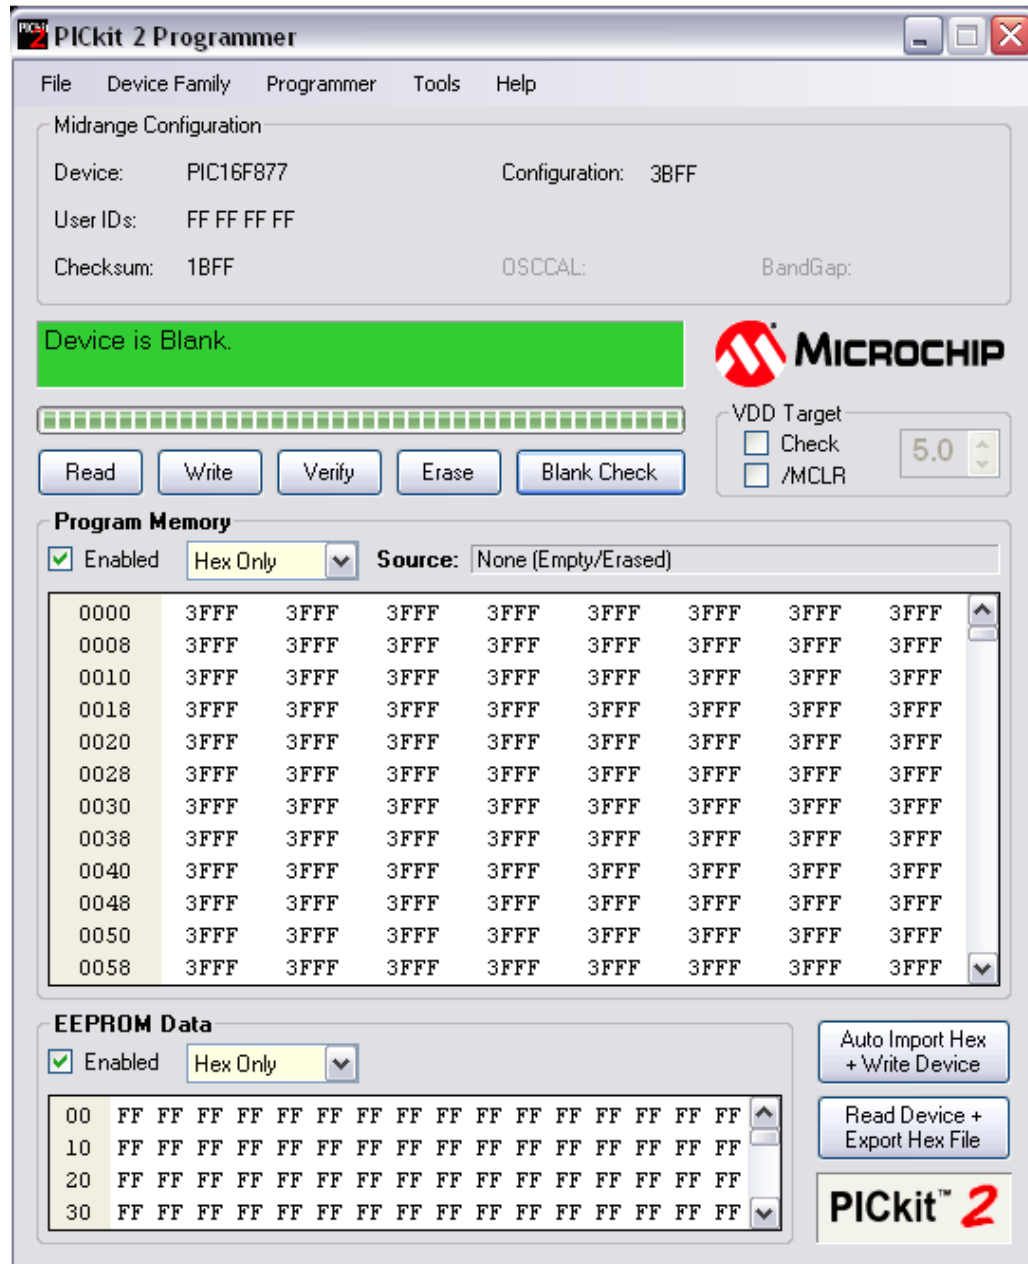 PICkit 2 Programmer
File Device Family Programmer Tools Help
Midrange Configuration
Device: PIC16F877 Configuration: 3BFF
User IDs: FF FF FF FF
Checksum: 1BFF OSCCAL: BandGap:
Device is Blank.
MICROCHIP
VDD Target
Check
/MCLR
5.0
Read Write Verify Erase Blank Check
Program Memory
Enabled Hex Only Source: None (Empty/Erased)
0000 3FFF 3FFF 3FFF 3FFF 3FFF 3FFF 3FFF 3FFF
0008 3FFF 3FFF 3FFF 3FFF 3FFF 3FFF 3FFF 3FFF
0010 3FFF 3FFF 3FFF 3FFF 3FFF 3FFF 3FFF 3FFF
0018 3FFF 3FFF 3FFF 3FFF 3FFF 3FFF 3FFF 3FFF
0020 3FFF 3FFF 3FFF 3FFF 3FFF 3FFF 3FFF 3FFF
0028 3FFF 3FFF 3FFF 3FFF 3FFF 3FFF 3FFF 3FFF
0030 3FFF 3FFF 3FFF 3FFF 3FFF 3FFF 3FFF 3FFF
0038 3FFF 3FFF 3FFF 3FFF 3FFF 3FFF 3FFF 3FFF
0040 3FFF 3FFF 3FFF 3FFF 3FFF 3FFF 3FFF 3FFF
0048 3FFF 3FFF 3FFF 3FFF 3FFF 3FFF 3FFF 3FFF
0050 3FFF 3FFF 3FFF 3FFF 3FFF 3FFF 3FFF 3FFF
0058 3FFF 3FFF 3FFF 3FFF 3FFF 3FFF 3FFF 3FFF
EEPROM Data
Enabled Hex Only
00 FF FF FF FF FF FF FF FF FF FF FF FF FF FF FF FF
10 FF FF FF FF FF FF FF FF FF FF FF FF FF FF FF FF
20 FF FF FF FF FF FF FF FF FF FF FF FF FF FF FF FF
30 FF FF FF FF FF FF FF FF FF FF FF FF FF FF FF FF
Auto Import Hex
+ Write Device
Read Device +
Export Hex File
PICkit™ 2